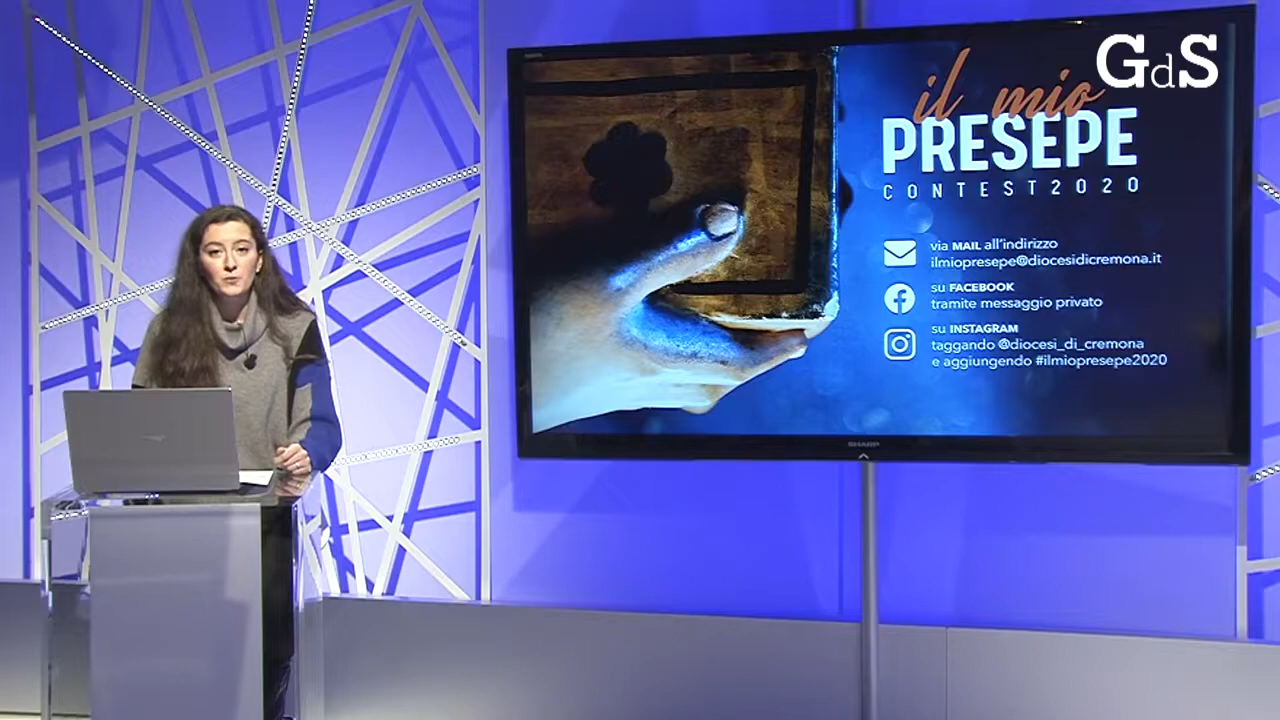 GdS
il mio
PRESEPE
CONTEST2020
via MAIL all'indirizzo
ilmiopresepe@diocesidicremona.it
su FACEBOOK
tramite messaggio privato
su INSTAGRAM
taggando @diocesi_di_cremona
e aggiungendo #ilmiopresepe2020
SHARP